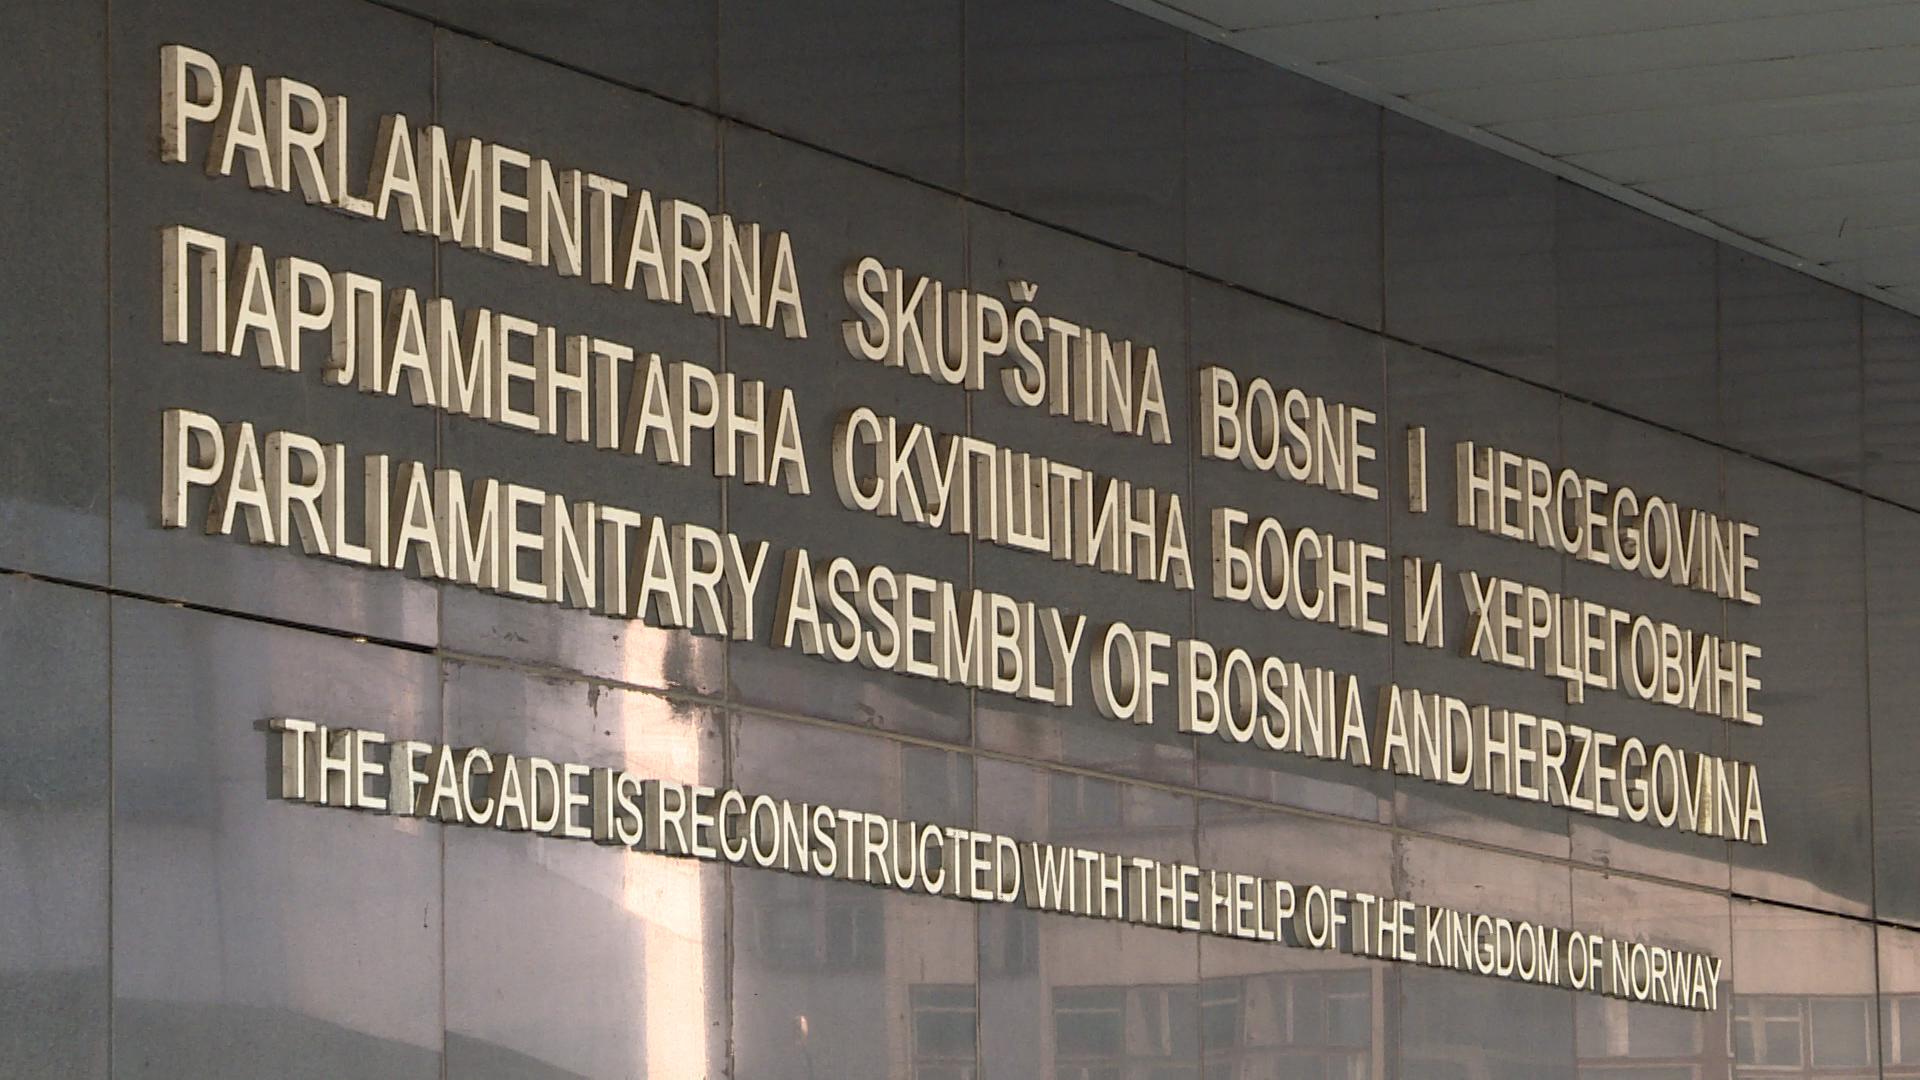 PARLAMENTARNA SKUPŠTINA BOSNE I HERCEGOVINE
ПАРЛАМЕНТАРНА СКУПШТИНА БОСНЕ И ХЕРЦЕГОВИНЕ
PARLIAMENTARY ASSEMBLY OF BOSNIA AND HERZEGOVINA
THE FACADE IS RECONSTRUCTED WITH THE HELP OF THE KINGDOM OF NORWAY